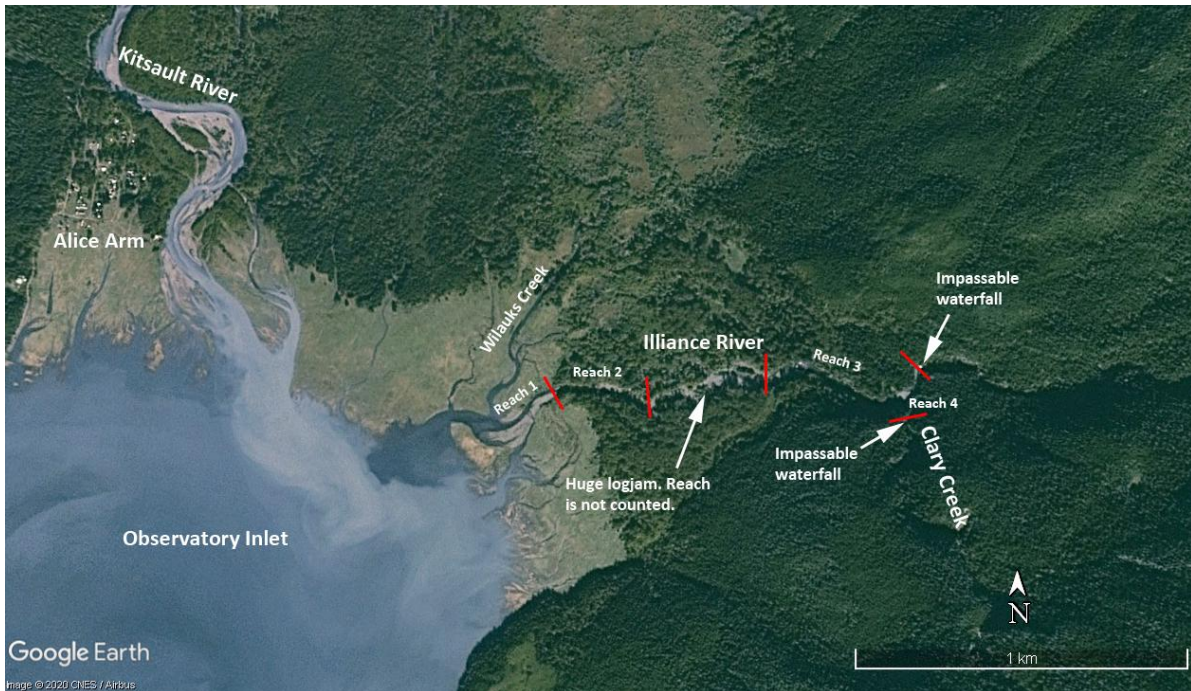 Kitsault River
Alice Arm
Wilauks Creek
Impassable
waterfall
Illiance River
Reach 3
Reach 2
Reach 1
Reach 4
Impassable
waterfall
Clary Creek
Huge logjam. Reach
is not counted.
Observatory Inlet
N
Google Earth
1 km
Image © 2020 CNES / Airbus